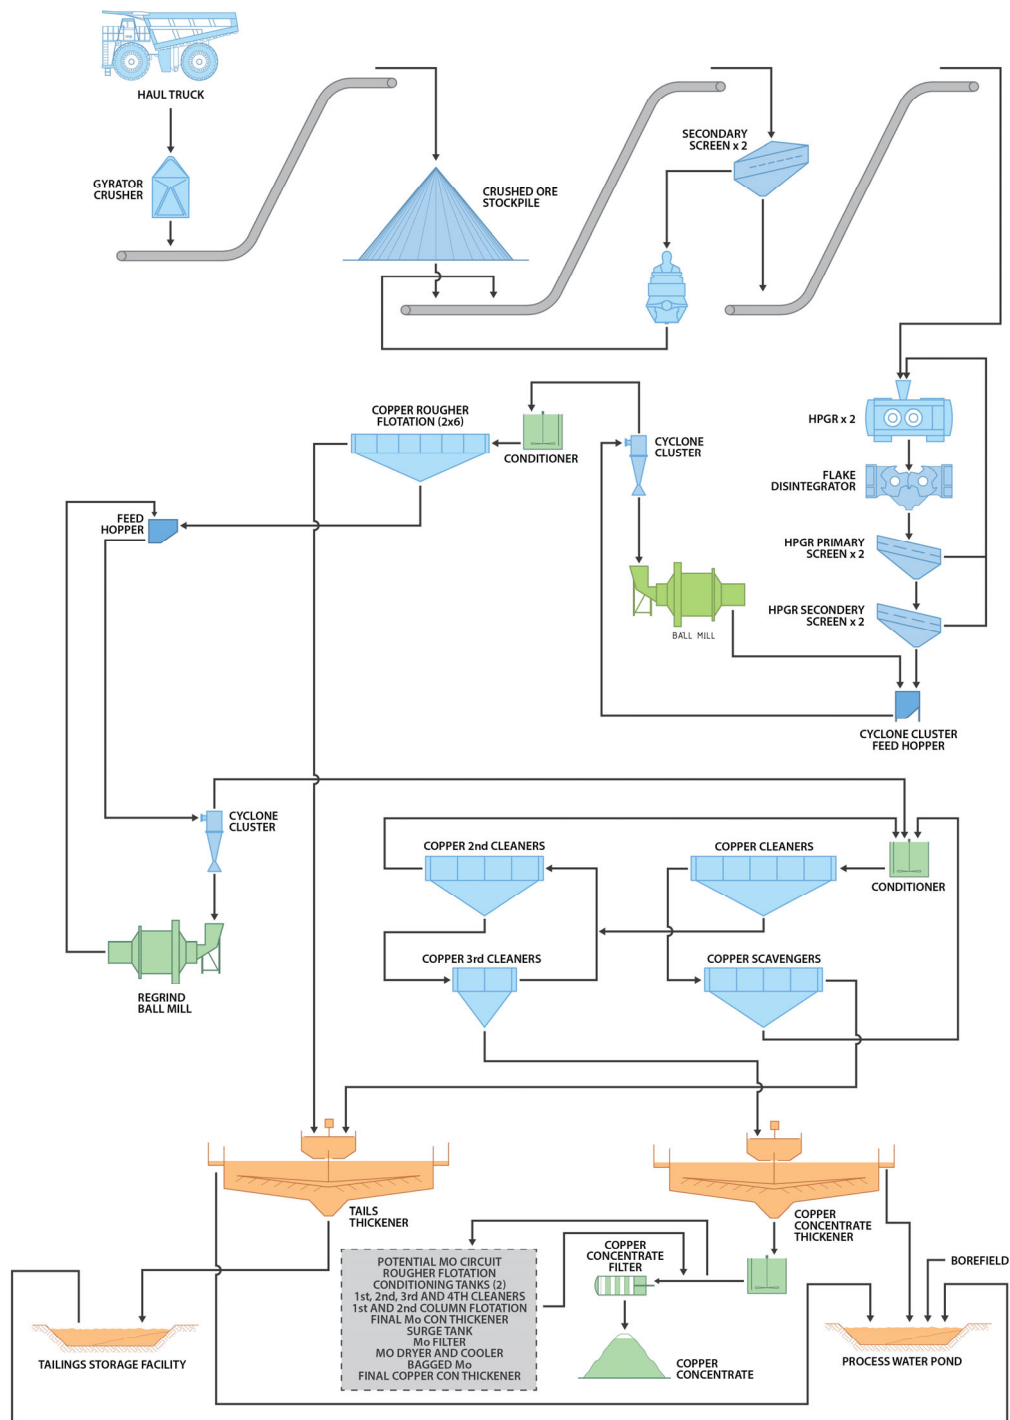 HAUL TRUCK
GYRATOR
CRUSHER
CRUSHED ORE
STOCKPILE
SECONDARY
SCREEN x 2
COPPER ROUGHER
FLOTATION (2x6)
CONDITIONER
CYCLONE
CLUSTER
HPGR x 2
FLAKE
DISINTEGRATOR
FEED
HOPPER
HPGR PRIMARY
SCREEN x 2
HPGR SECONDERY
SCREEN x 2
BALL MILL
CYCLONE CLUSTER
FEED HOPPER
CYCLONE
CLUSTER
COPPER 2nd CLEANERS
COPPER CLEANERS
CONDITIONER
COPPER 3rd CLEANERS
COPPER SCAVENGERS
REGRIND
BALL MILL
TAILS
THICKENER
COPPER
CONCENTRATE
THICKENER
COPPER
CONCENTRATE
FILTER
BOREFIELD
POTENTIAL MO CIRCUIT
ROUGHER FLOTATION
CONDITIONING TANKS (2)
1st, 2nd, 3rd AND 4TH CLEANERS
1st AND 2nd COLUMN FLOTATION
FINAL Mo CON THICKENER
SURGE TANK
Mo FILTER
MO DRYER AND COOLER
BAGGED Mo
FINAL COPPER CON THICKENER
TAILINGS STORAGE FACILITY
COPPER
CONCENTRATE
PROCESS WATER POND